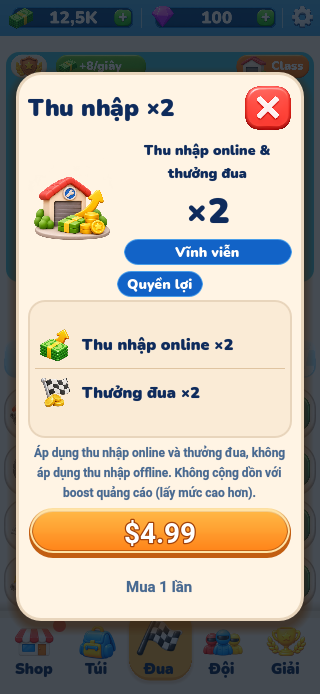 12,5K
100
+8/giây
Class
Thu nhập ×2
Thu nhập online &
thưởng đua
×2
Vĩnh viễn
Quyền lợi
Thu nhập online ×2
Thưởng đua ×2
Áp dụng thu nhập online và thưởng đua, không
áp dụng thu nhập offline. Không cộng dồn với
boost quảng cáo (lấy mức cao hơn).
$4.99
Mua 1 lần
Shop
Túi
Đua
Đội
Giải